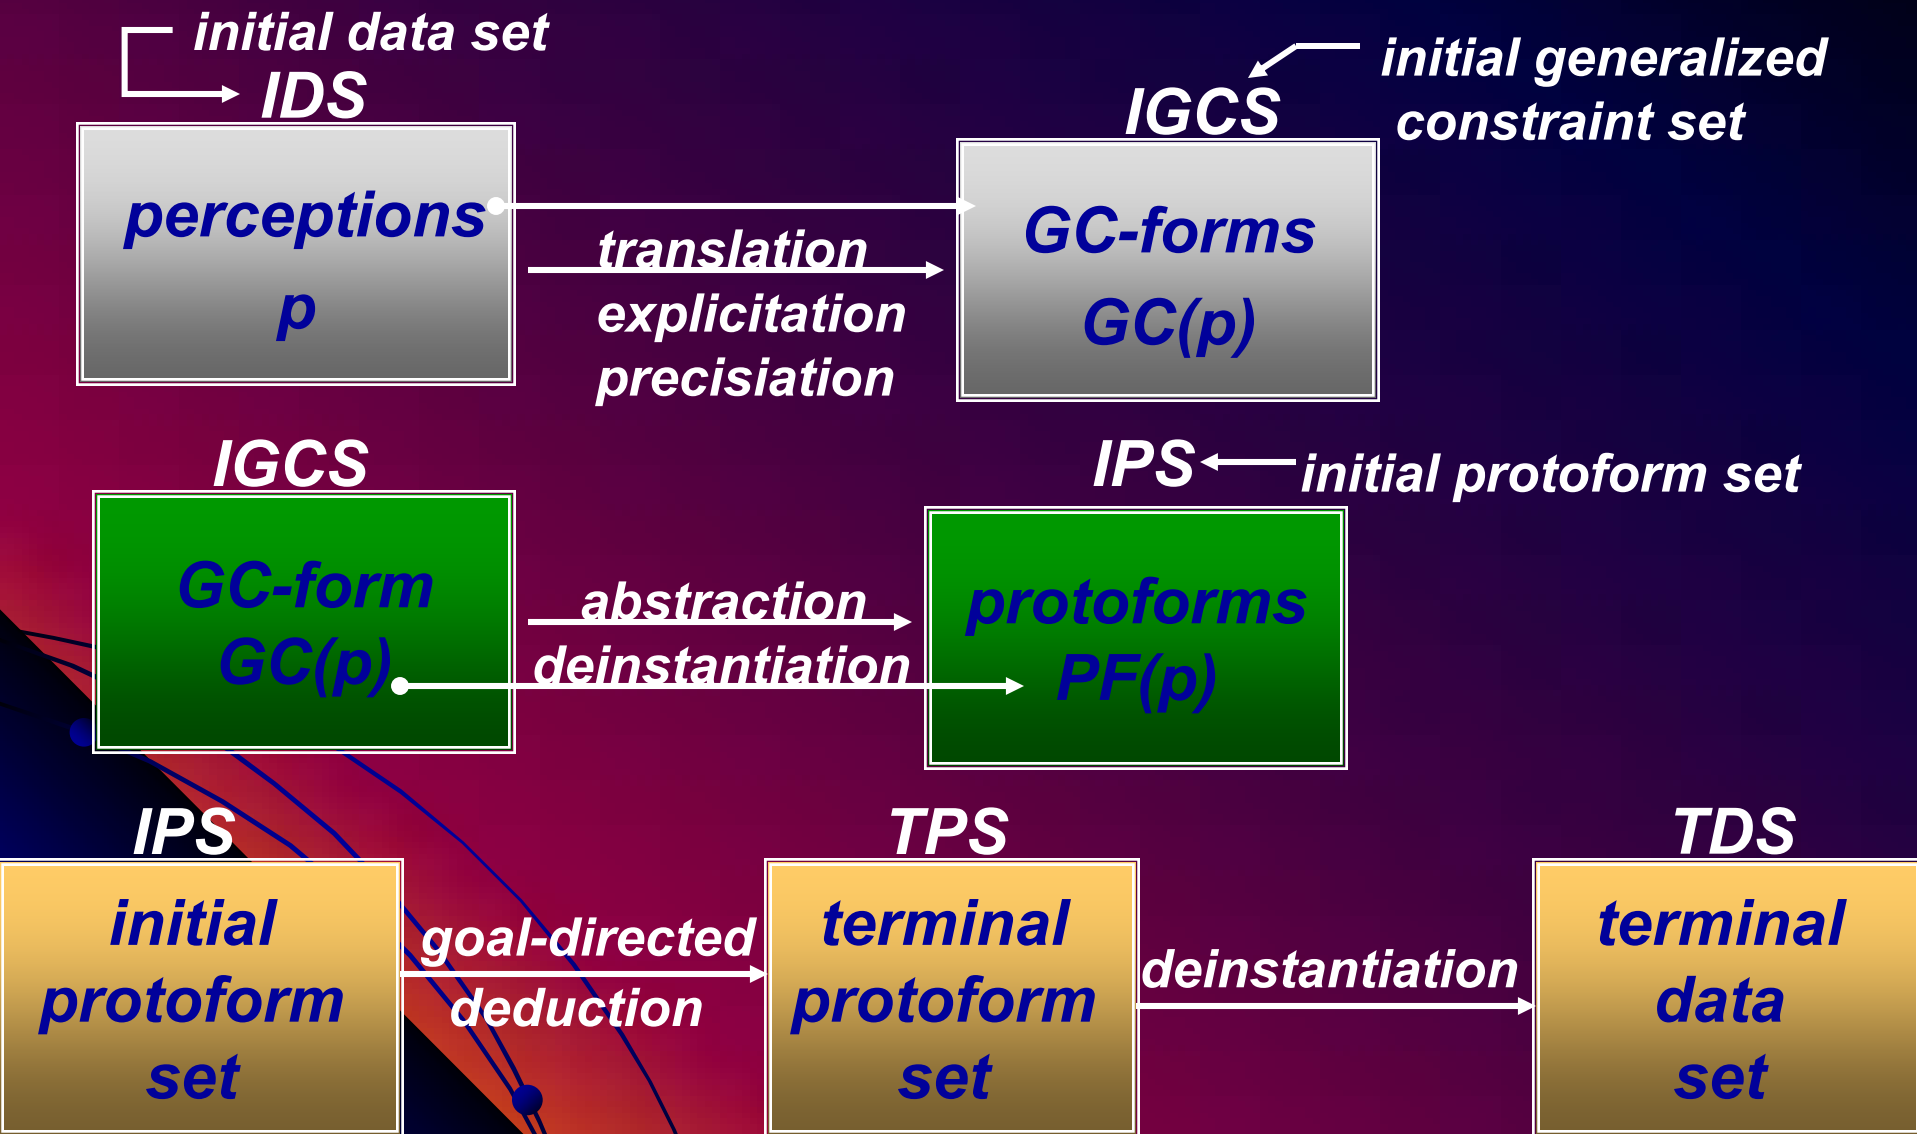 initial data set
IDS
IGCS
initial generalized
constraint set
perceptions
p
translation
explicitation
precisiation
GC-forms
GC(p)
IGCS
IPS
initial protoform set
GC-form
GC(p)
abstraction
deinstantiation
protoforms
PF(p)
IPS
TPS
TDS
initial
protoform
set
goal-directed
deduction
terminal
protoform
set
deinstantiation
terminal
data
set